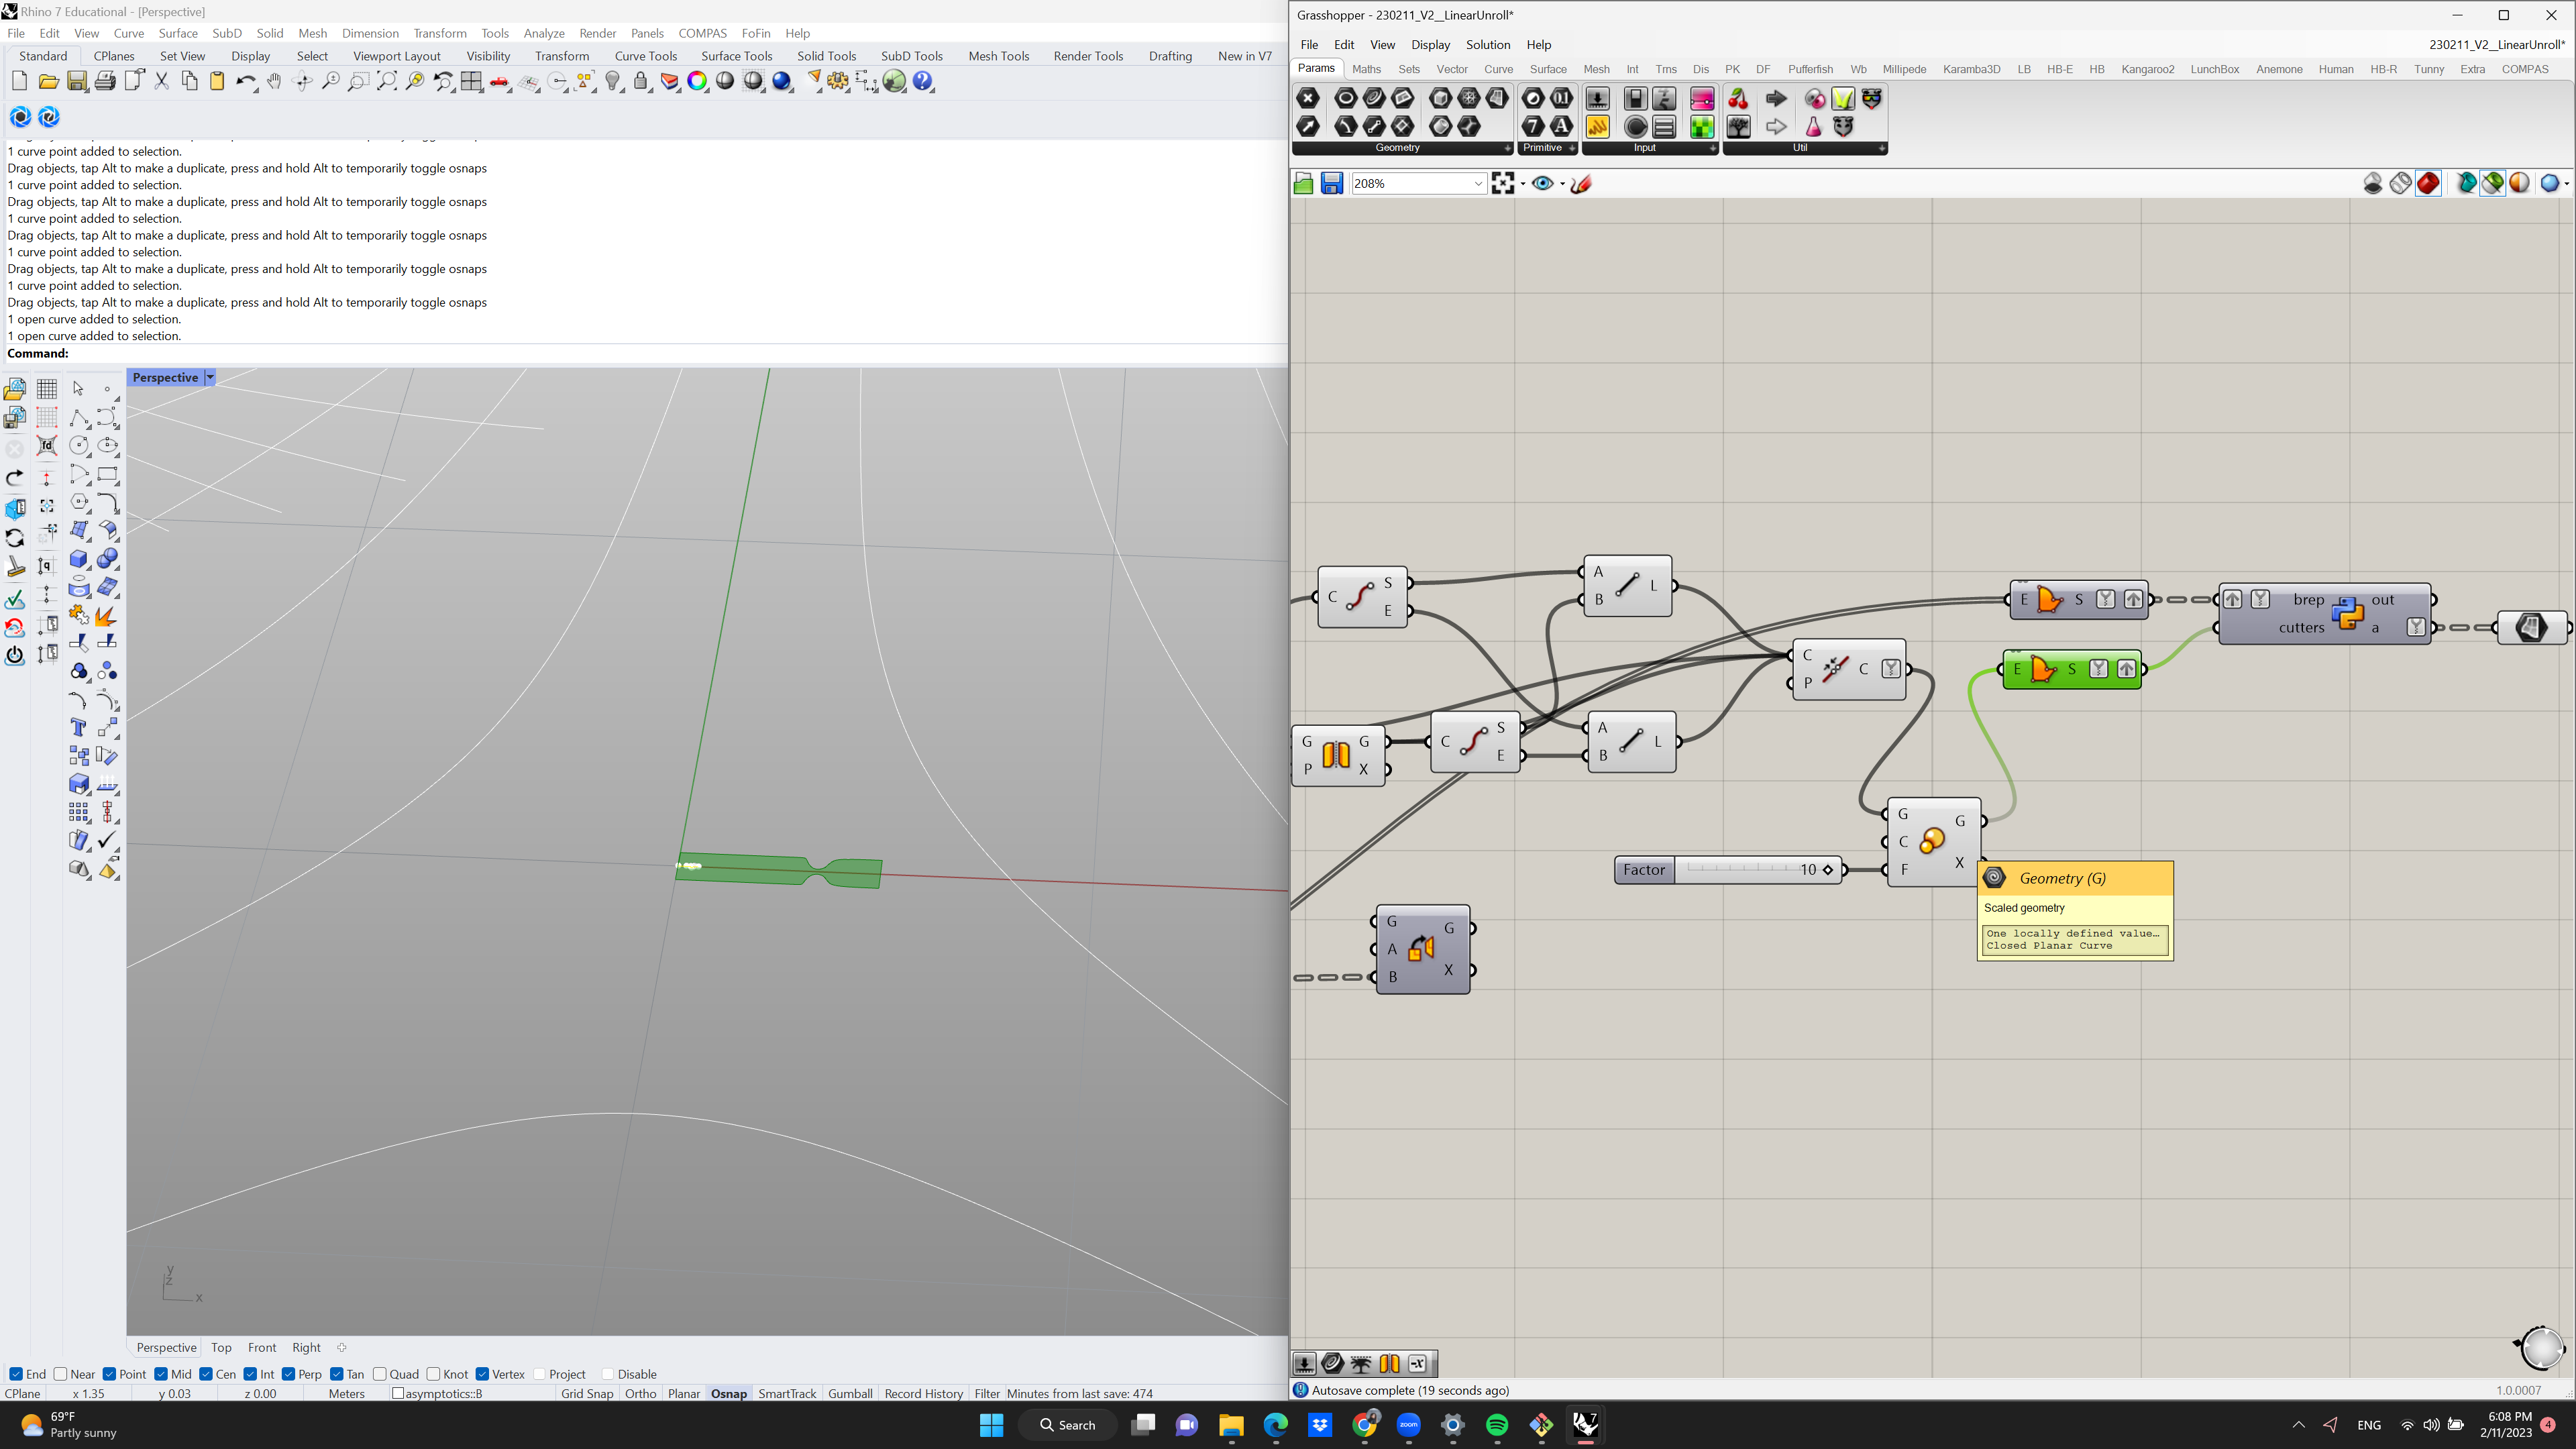 Rhino 7 Educational - [Perspective]
File Edit View Curve Surface SubD Solid Mesh Dimension Transform Tools Analyze Render Panels COMPAS FoFin Help
Standard CPlanes Set View Display Select Viewport Layout Visibility Transform Curve Tools Surface Tools Solid Tools SubD Tools Mesh Tools Render Tools Drafting New in V7
1 curve point added to selection.
Drag objects, tap Alt to make a duplicate, press and hold Alt to temporarily toggle osnaps
1 curve point added to selection.
Drag objects, tap Alt to make a duplicate, press and hold Alt to temporarily toggle osnaps
1 curve point added to selection.
Drag objects, tap Alt to make a duplicate, press and hold Alt to temporarily toggle osnaps
1 curve point added to selection.
Drag objects, tap Alt to make a duplicate, press and hold Alt to temporarily toggle osnaps
1 curve point added to selection.
Drag objects, tap Alt to make a duplicate, press and hold Alt to temporarily toggle osnaps
1 open curve added to selection.
1 open curve added to selection.
Command:
Perspective
y
z
x
Perspective Top Front Right
End Near Point Mid Cen Int Perp Tan Quad Knot Vertex Project Disable
CPlane x 1.35 y 0.03 z 0.00 Meters asymptotics::B Grid Snap Ortho Planar Osnap SmartTrack Gumball Record History Filter Minutes from last save: 474
Grasshopper - 230211_V2__LinearUnroll*
File Edit View Display Solution Help 230211_V2__LinearUnroll*
Params Maths Sets Vector Curve Surface Mesh Int Trns Dis PK DF Pufferfish Wb Millipede Karamba3D LB HB-E HB Kangaroo2 LunchBox Anemone Human HB-R Tunny Extra COMPAS
Geometry Primitive Input Util
208%
C S E
A B L
E S
brep out
cutters a
C P C
E S
G P G X
C S E
A B L
G C F G X
Factor 10
Geometry (G)
Scaled geometry
One locally defined value…
Closed Planar Curve
G A B G X
Autosave complete (19 seconds ago) 1.0.0007
69°F
Partly sunny
Search
zoom
ENG
6:08 PM
2/11/2023
4